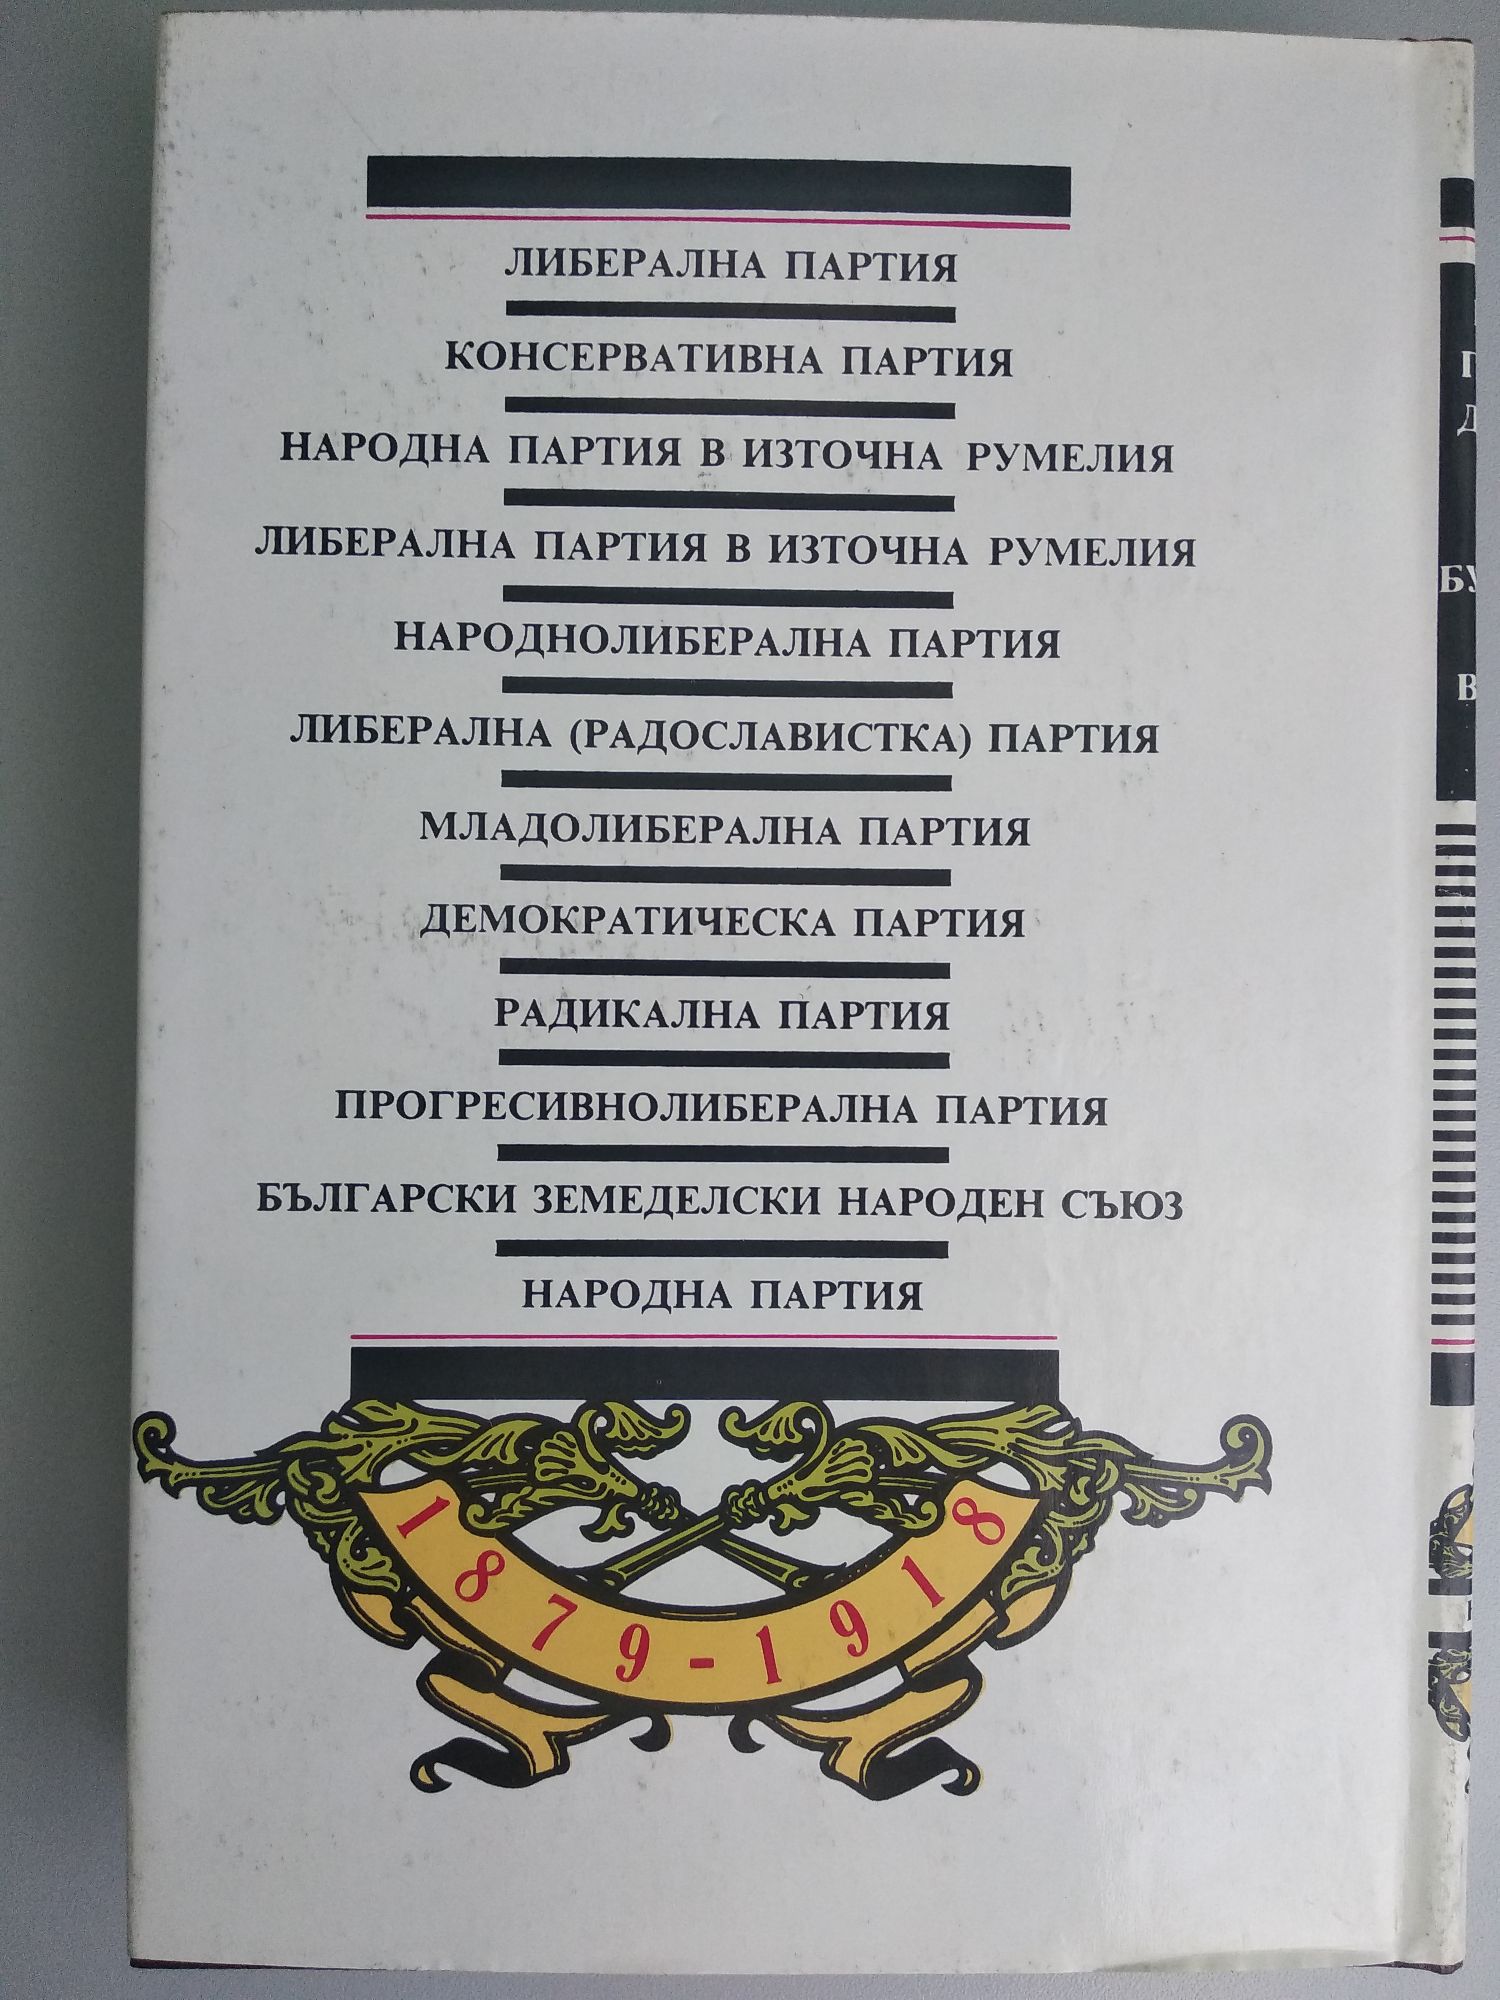 ЛИБЕРАЛНА ПАРТИЯ
КОНСЕРВАТИВНА ПАРТИЯ
НАРОДНА ПАРТИЯ В ИЗТОЧНА РУМЕЛИЯ
ЛИБЕРАЛНА ПАРТИЯ В ИЗТОЧНА РУМЕЛИЯ
НАРОДНОЛИБЕРАЛНА ПАРТИЯ
ЛИБЕРАЛНА (РАДОСЛАВИСТКА) ПАРТИЯ
МЛАДОЛИБЕРАЛНА ПАРТИЯ
ДЕМОКРАТИЧЕСКА ПАРТИЯ
РАДИКАЛНА ПАРТИЯ
ПРОГРЕСИВНОЛИБЕРАЛНА ПАРТИЯ
БЪЛГАРСКИ ЗЕМЕДЕЛСКИ НАРОДЕН СЪЮЗ
НАРОДНА ПАРТИЯ
1879-1918